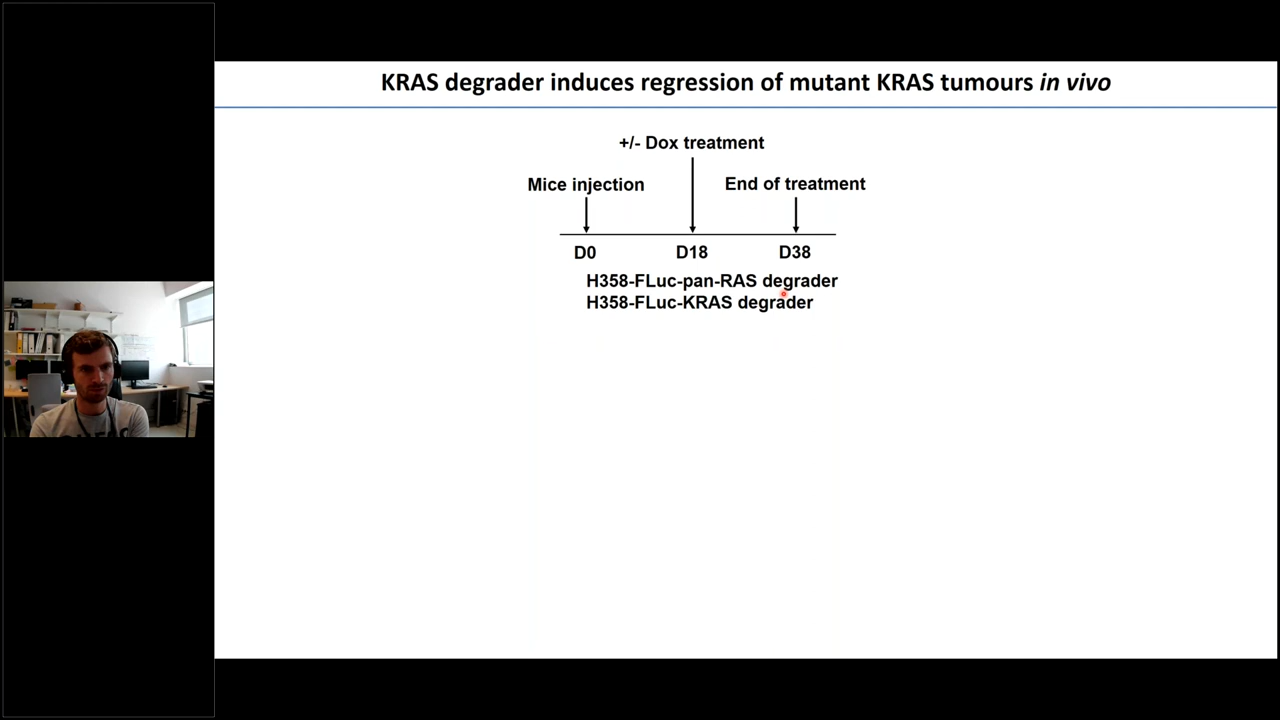 KRAS degrader induces regression of mutant KRAS tumours in vivo
+/- Dox treatment
Mice injection
End of treatment
D0
D18
D38
H358-FLuc-pan-RAS degrader
H358-FLuc-KRAS degrader